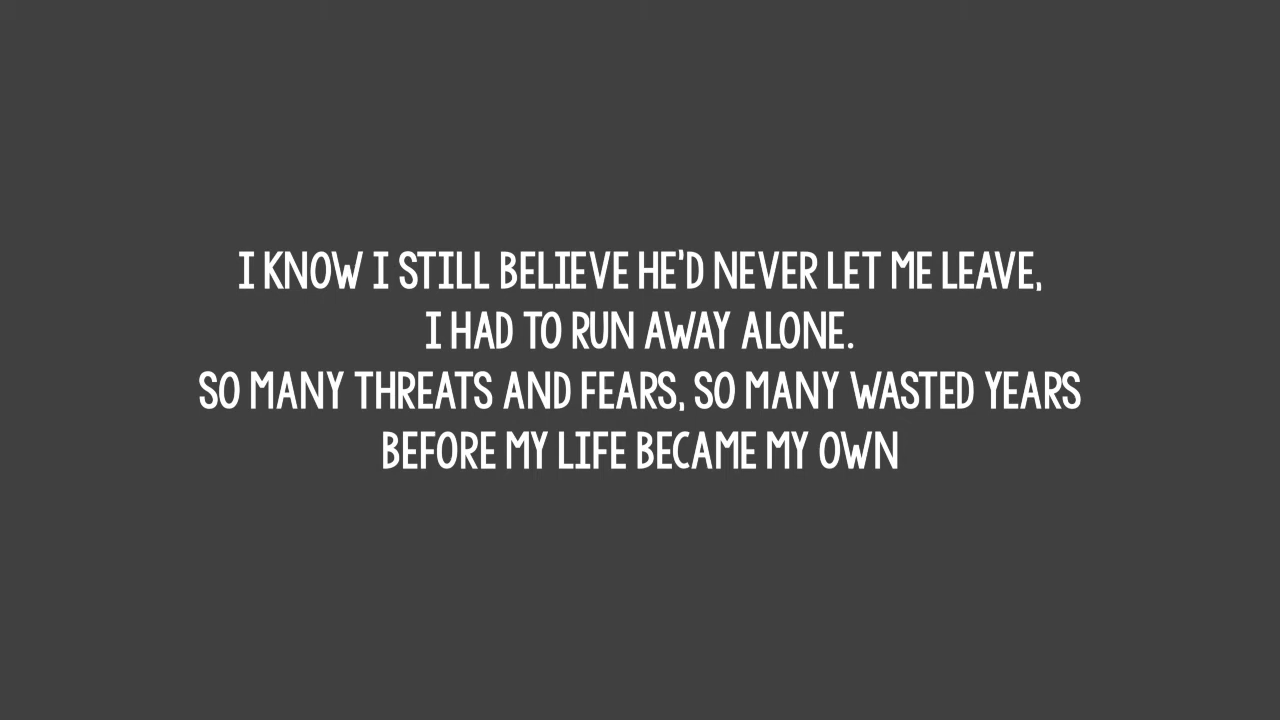 I KNOW I STILL BELIEVE HE'D NEVER LET ME LEAVE,
I HAD TO RUN AWAY ALONE.
SO MANY THREATS AND FEARS, SO MANY WASTED YEARS
BEFORE MY LIFE BECAME MY OWN